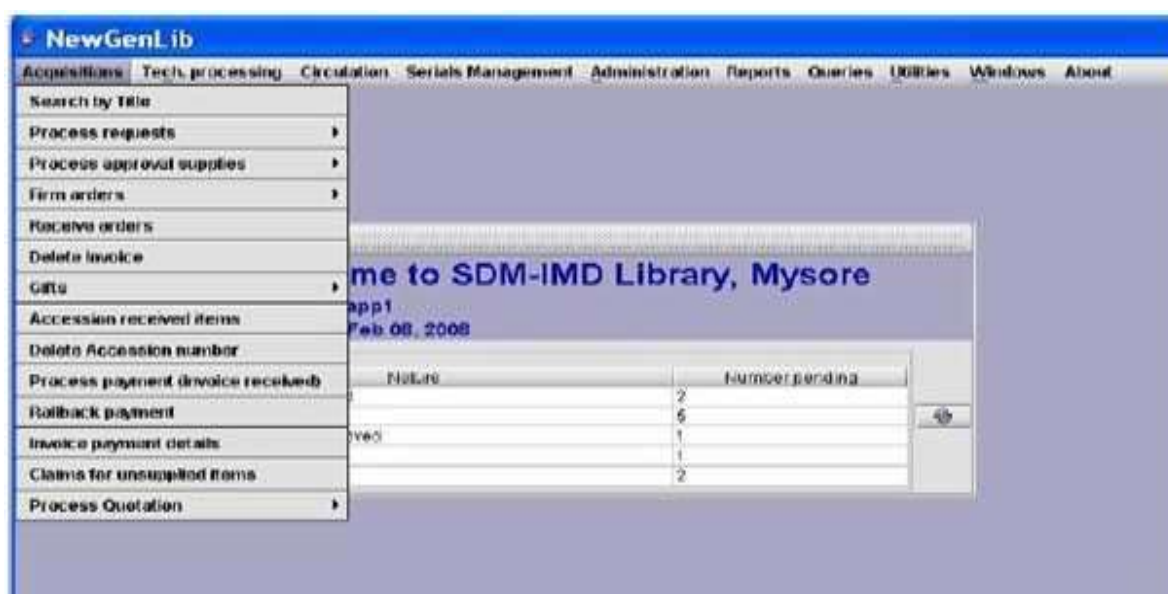 NewGenLib
Acquisitions Tech. processing Circulation Serials Management Administration Reports Queries Utilities Windows About
Search by Title
Process requests
Process approval supplies
Firm orders
Receive orders
Delete Invoice
Gifts
Accession received items
Delete Accession number
Process payment (Invoice received)
Rollback payment
Invoice payment details
Claims for unsupplied items
Process Quotation
me to SDM-IMD Library, Mysore
app1
Feb 08, 2008
Nature Number pending
2
6
oved 1
1
2